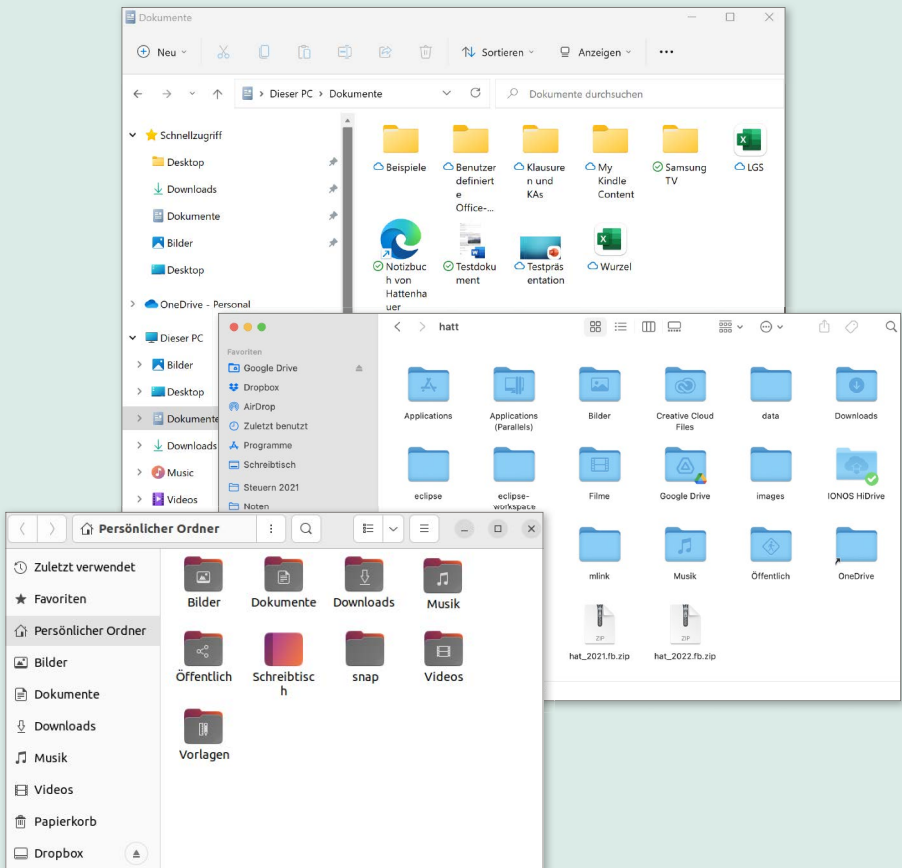 Dokumente
Neu
Sortieren
Anzeigen
Dieser PC > Dokumente
Dokumente durchsuchen
Schnellzugriff
Desktop
Downloads
Dokumente
Bilder
Desktop
OneDrive - Personal
Dieser PC
Bilder
Desktop
Dokumente
Downloads
Music
Videos
Beispiele
Benutzer
definiert
e
Office-...
Klausure
n und
KAs
My
Kindle
Content
Samsung
TV
LGS
Notizbuc
h von
Hattenha
uer
Testdoku
ment
Testpräs
entation
Wurzel
hatt
Favoriten
Google Drive
Dropbox
AirDrop
Zuletzt benutzt
Programme
Schreibtisch
Steuern 2021
Noten
Applications
Applications
(Parallels)
Bilder
Creative Cloud
Files
data
Downloads
eclipse
eclipse-
workspace
Filme
Google Drive
images
IONOS HiDrive
mlink
Musik
Öffentlich
OneDrive
ZIP
hat_2021.fb.zip
ZIP
hat_2022.fb.zip
Persönlicher Ordner
Zuletzt verwendet
Favoriten
Persönlicher Ordner
Bilder
Dokumente
Downloads
Musik
Videos
Papierkorb
Dropbox
Bilder
Dokumente
Downloads
Musik
Öffentlich
Schreibtisc
h
snap
Videos
Vorlagen